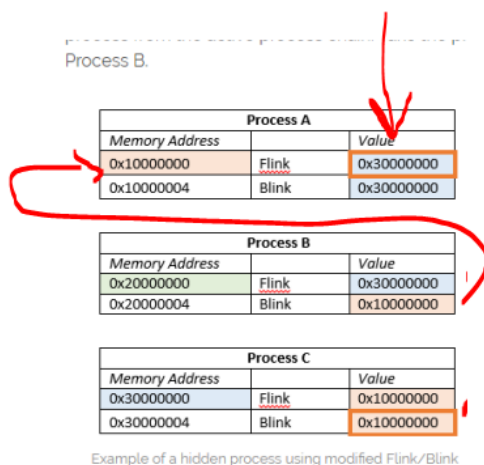 Process B.
Process A
Memory Address Value
0x10000000 Flink 0x30000000
0x10000004 Blink 0x30000000
Process B
Memory Address Value
0x20000000 Flink 0x30000000
0x20000004 Blink 0x10000000
Process C
Memory Address Value
0x30000000 Flink 0x10000000
0x30000004 Blink 0x10000000
Example of a hidden process using modified Flink/Blink